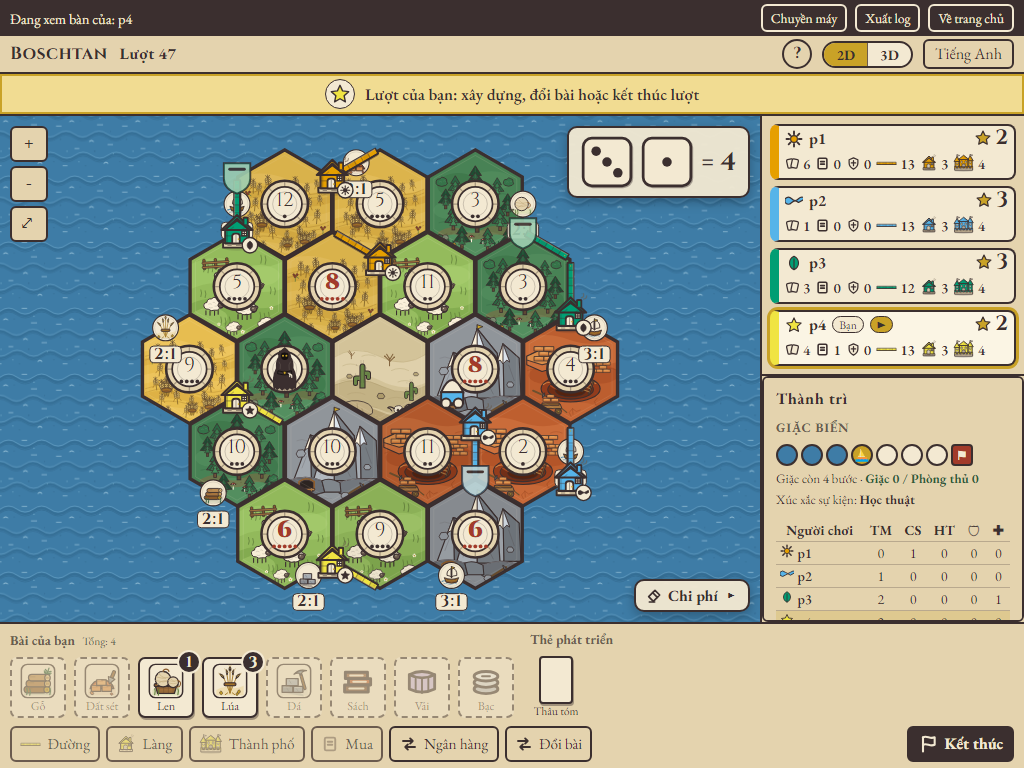 Đang xem bàn của: p4
Chuyển máy
Xuất log
Về trang chủ
BOSCHTAN Lượt 47
?
2D 3D
Tiếng Anh
Lượt của bạn: xây dựng, đổi bài hoặc kết thúc lượt
+
-
= 4
12 5 3
5 8 11 3
2:1 9 8 4 3:1
10 10 11 2
2:1
6 9 6
2:1 3:1
Chi phí
p1 2
6 0 0 13 3 4
p2 3
1 0 0 13 3 4
p3 3
3 0 0 12 3 4
p4 Bạn 2
4 1 0 13 3 4
Thành trì
GIẶC BIỂN
Giặc còn 4 bước · Giặc 0 / Phòng thủ 0
Xúc xắc sự kiện: Học thuật
Người chơi TM CS HT
p1 0 1 0 0 0
p2 1 0 0 0 0
p3 2 0 0 0 1
Bài của bạn Tổng: 4
Gỗ
Đất sét
1 Len
3 Lúa
Đá
Sách
Vải
Bạc
Thẻ phát triển
Thâu tóm
Đường
Làng
Thành phố
Mua
Ngân hàng
Đổi bài
Kết thúc